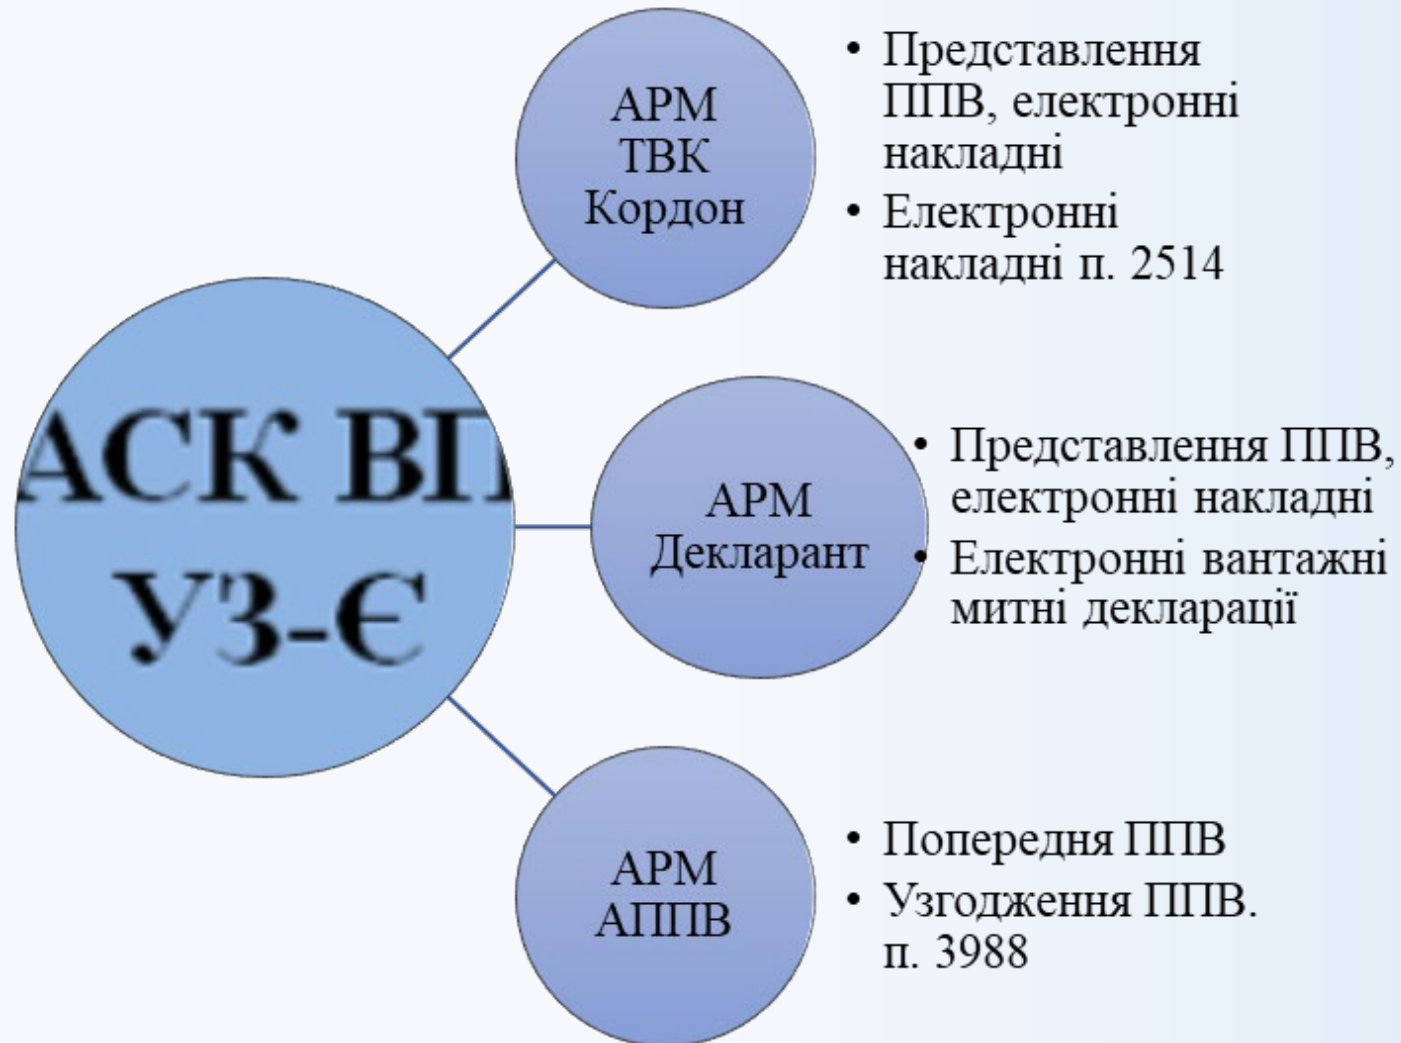 АСК ВП
УЗ-Є
АРМ
ТВК
Кордон
• Представлення
ППВ, електронні
накладні
• Електронні
накладні п. 2514
АРМ
Декларант
• Представлення ППВ,
електронні накладні
• Електронні вантажні
митні декларації
АРМ
АППВ
• Попередня ППВ
• Узгодження ППВ.
п. 3988